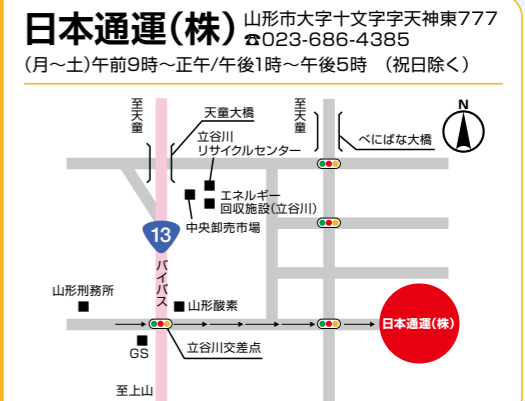 日本通運(株)
山形市大字十文字字天神東777
☎023-686-4385
(月〜土)午前9時〜正午/午後1時〜午後5時 (祝日除く)
至天童
天童大橋
至天童
べにばな大橋
N
立谷川
リサイクルセンター
エネルギー
回収施設(立谷川)
中央卸売市場
13
バイパス
山形刑務所
山形酸素
日本通運(株)
GS
立谷川交差点
至上山